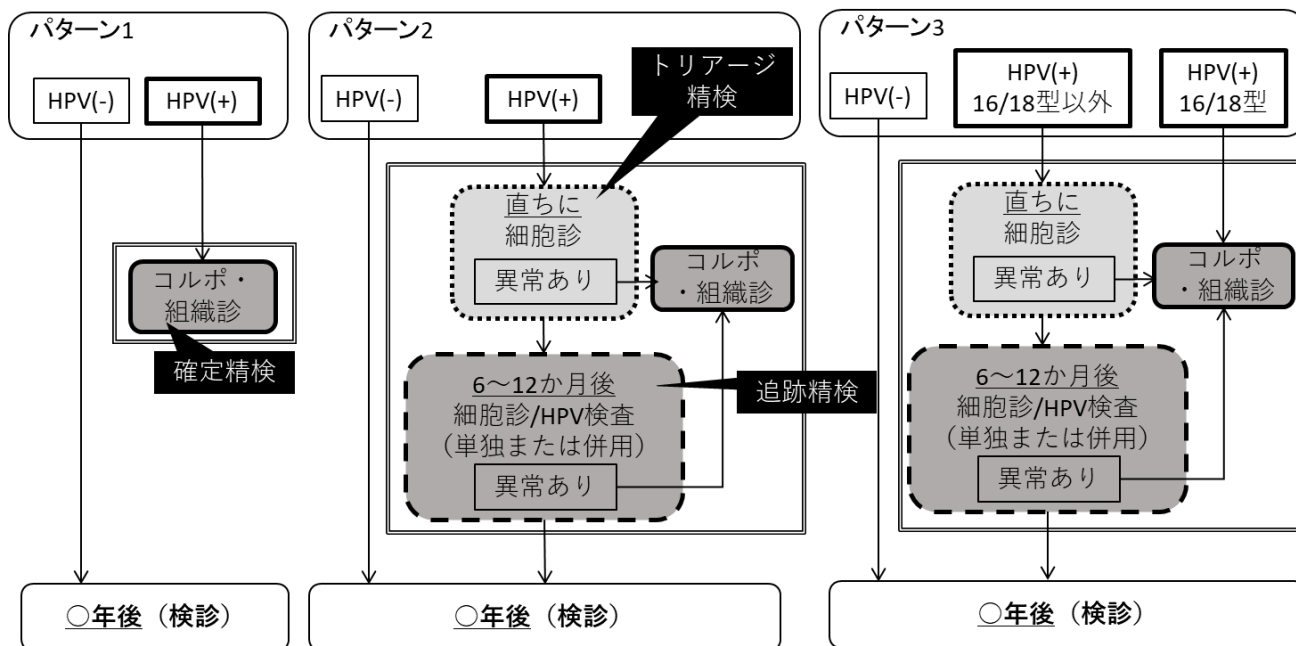 パターン1
HPV(-)
HPV(+)
コルポ・
組織診
確定精検
○年後（検診）
パターン2
HPV(-)
HPV(+)
トリアージ
精検
直ちに
細胞診
異常あり
コルポ
・組織診
6～12か月後
細胞診/HPV検査
（単独または併用）
異常あり
追跡精検
○年後（検診）
パターン3
HPV(-)
HPV(+)
16/18型以外
HPV(+)
16/18型
直ちに
細胞診
異常あり
コルポ
・組織診
6～12か月後
細胞診/HPV検査
（単独または併用）
異常あり
○年後（検診）